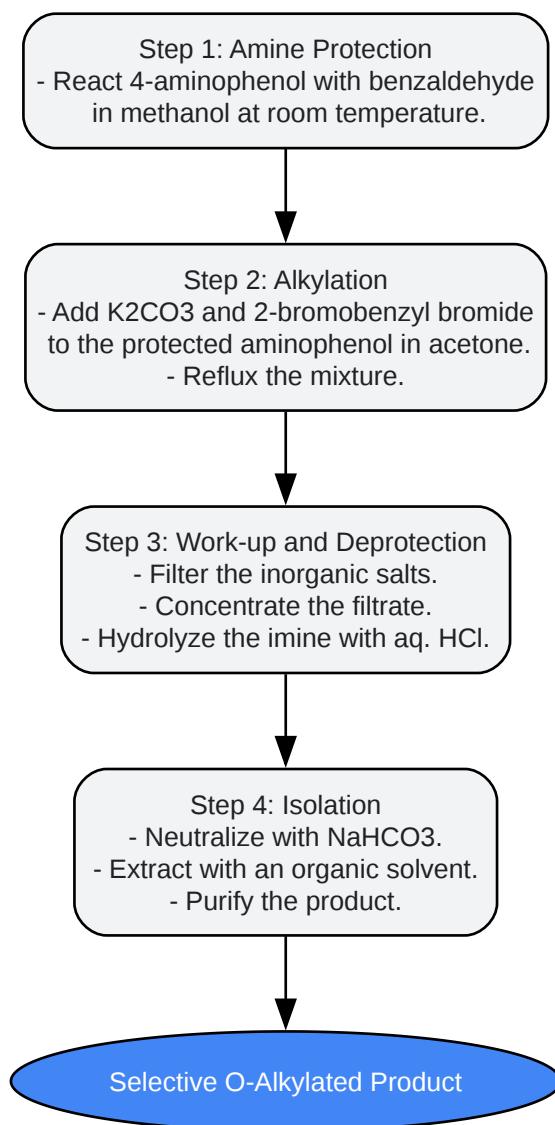 Step 1: Amine Protection
- React 4-aminophenol with benzaldehyde
in methanol at room temperature.
Step 2: Alkylation
- Add K2CO3 and 2-bromobenzyl bromide
to the protected aminophenol in acetone.
- Reflux the mixture.
Step 3: Work-up and Deprotection
- Filter the inorganic salts.
- Concentrate the filtrate.
- Hydrolyze the imine with aq. HCl.
Step 4: Isolation
- Neutralize with NaHCO3.
- Extract with an organic solvent.
- Purify the product.
Selective O-Alkylated Product